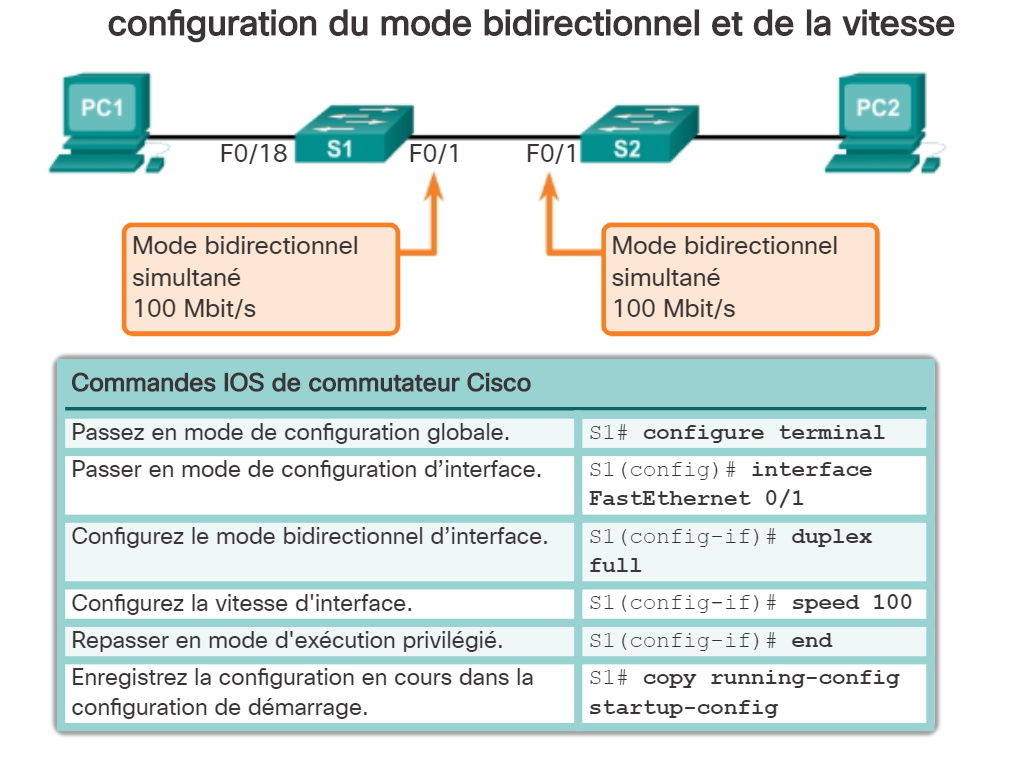 configuration du mode bidirectionnel et de la vitesse
PC1
PC2
F0/18
S1
F0/1
F0/1
S2
Mode bidirectionnel
simultané
100 Mbit/s
Mode bidirectionnel
simultané
100 Mbit/s
Commandes IOS de commutateur Cisco
Passez en mode de configuration globale.
S1# configure terminal
Passer en mode de configuration d’interface.
S1(config)# interface
FastEthernet 0/1
Configurez le mode bidirectionnel d’interface.
S1(config-if)# duplex
full
Configurez la vitesse d'interface.
S1(config-if)# speed 100
Repasser en mode d'exécution privilégié.
S1(config-if)# end
Enregistrez la configuration en cours dans la
configuration de démarrage.
S1# copy running-config
startup-config